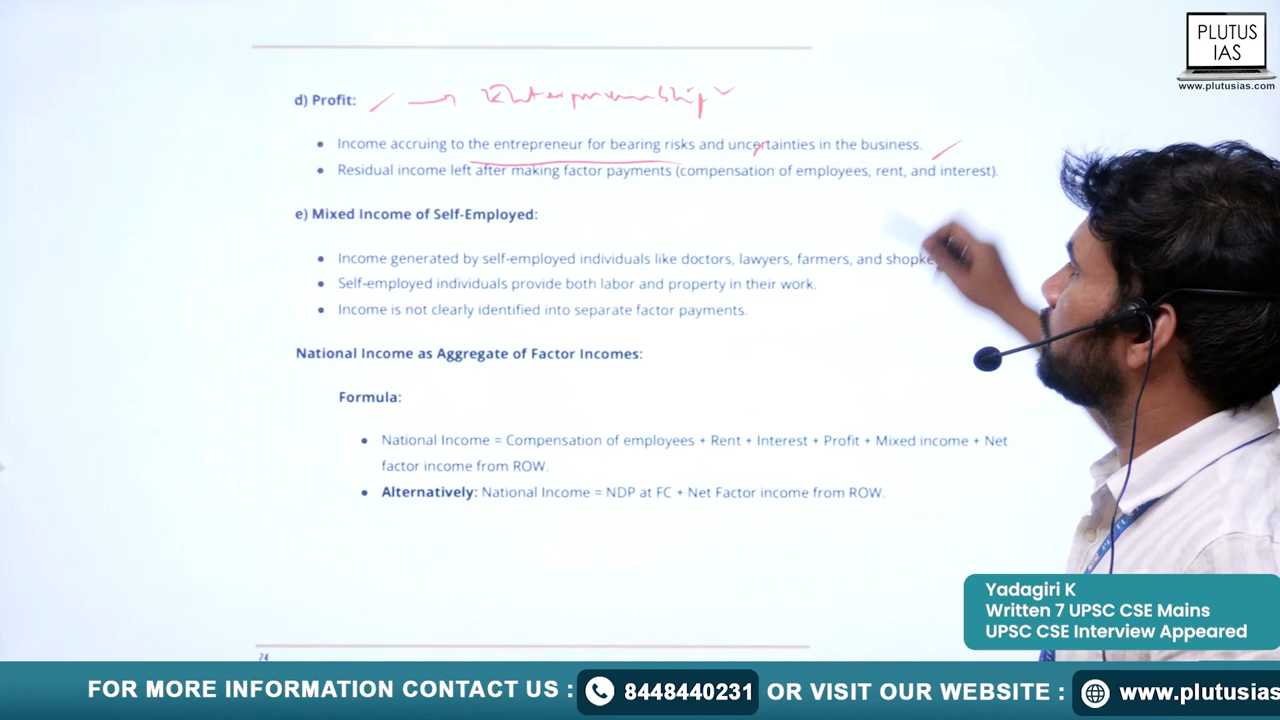 PLUTUS
IAS
www.plutusias.com
d) Profit: Entrepreneurship
• Income accruing to the entrepreneur for bearing risks and uncertainties in the business.
• Residual income left after making factor payments (compensation of employees, rent, and interest).
e) Mixed Income of Self-Employed:
• Income generated by self-employed individuals like doctors, lawyers, farmers, and shopke
• Self-employed individuals provide both labor and property in their work.
• Income is not clearly identified into separate factor payments.
National Income as Aggregate of Factor Incomes:
Formula:
• National Income = Compensation of employees + Rent + Interest + Profit + Mixed income + Net
factor income from ROW.
• Alternatively: National Income = NDP at FC + Net Factor income from ROW.
Yadagiri K
Written 7 UPSC CSE Mains
UPSC CSE Interview Appeared
24
FOR MORE INFORMATION CONTACT US : 8448440231 OR VISIT OUR WEBSITE : www.plutusias